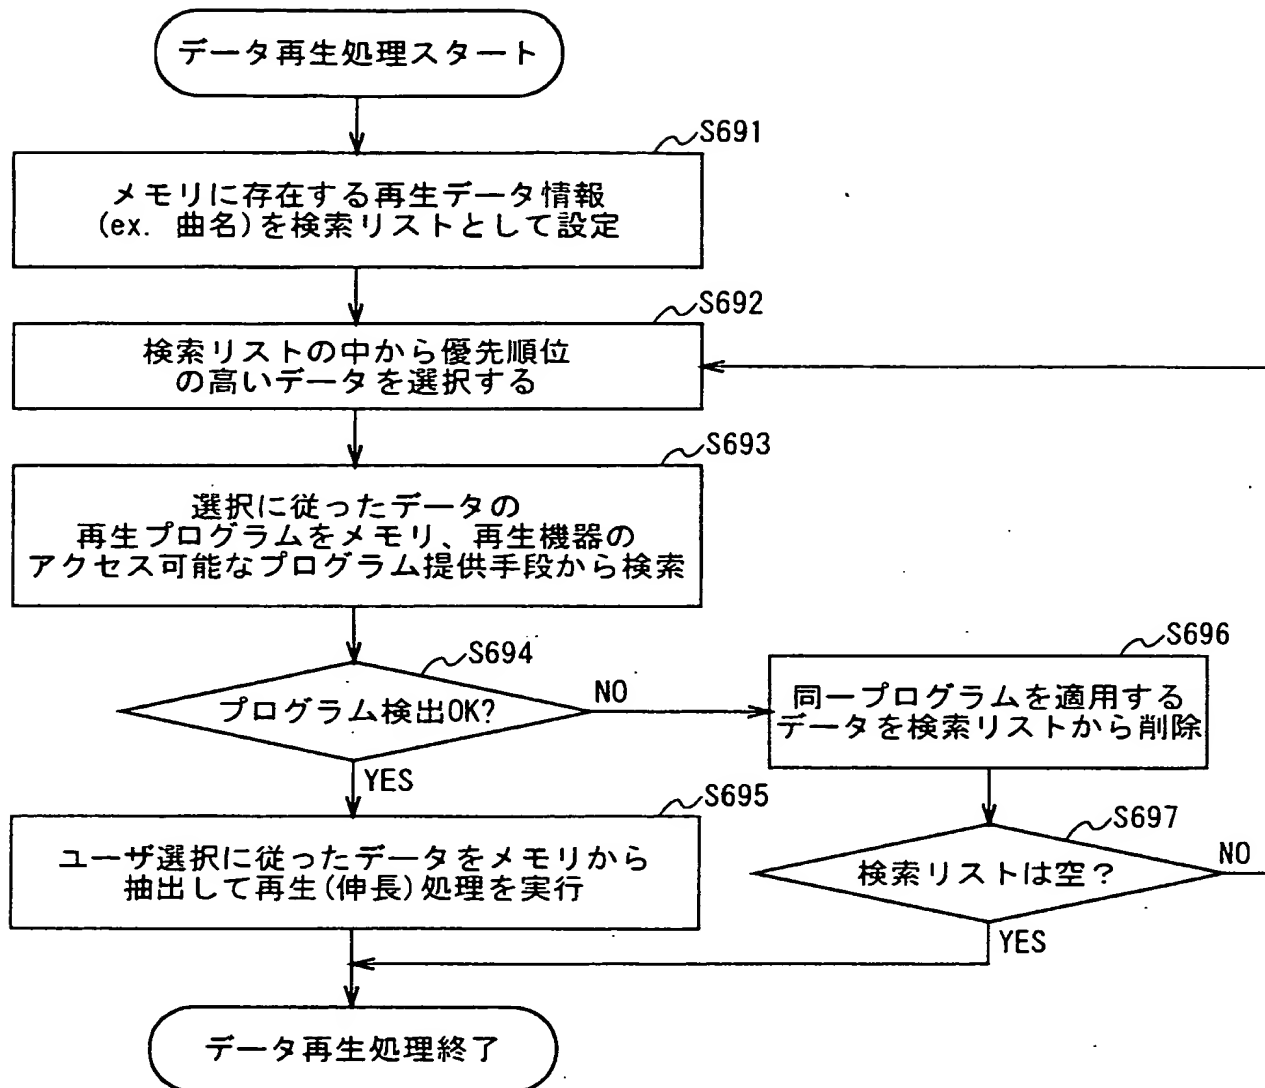 データ再生処理スタート
S691
メモリに存在する再生データ情報
(ex. 曲名)を検索リストとして設定
S692
検索リストの中から優先順位
の高いデータを選択する
S693
選択に従ったデータの
再生プログラムをメモリ、再生機器の
アクセス可能なプログラム提供手段から検索
S694
プログラム検出OK?
NO
YES
S696
同一プログラムを適用する
データを検索リストから削除
S695
ユーザ選択に従ったデータをメモリから
抽出して再生(伸長)処理を実行
S697
検索リストは空?
NO
YES
データ再生処理終了